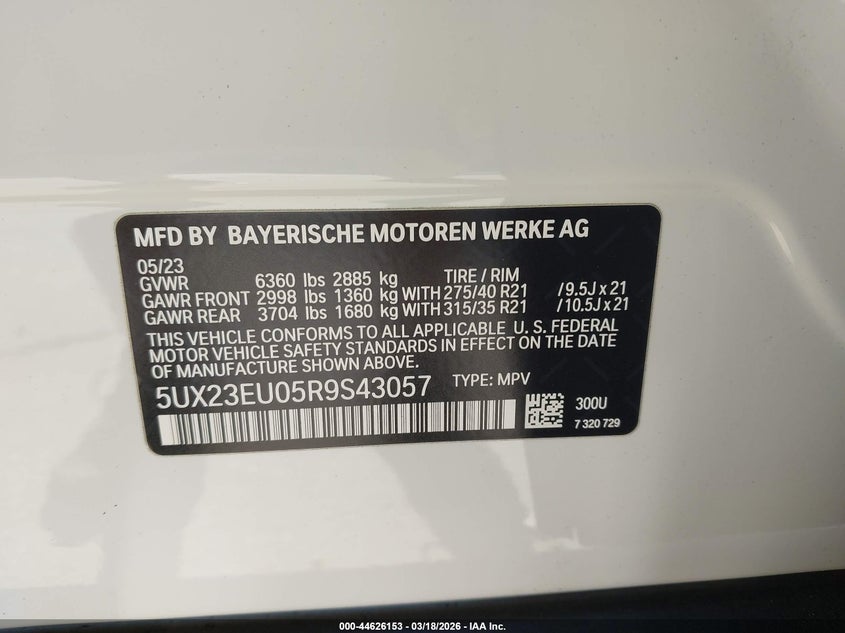 MFD BY BAYERISCHE MOTOREN WERKE AG
05/23
GVWR 6360 lbs 2885 kg TIRE / RIM
GAWR FRONT 2998 lbs 1360 kg WITH 275/40 R21 /9.5J x 21
GAWR REAR 3704 lbs 1680 kg WITH 315/35 R21 /10.5J x 21
THIS VEHICLE CONFORMS TO ALL APPLICABLE U. S. FEDERAL
MOTOR VEHICLE SAFETY STANDARDS IN EFFECT ON THE DATE
OF MANUFACTURE SHOWN ABOVE.
5UX23EU05R9S43057 TYPE: MPV
300U
7 320 729
000-44626153 — 03/18/2026 — IAA Inc.